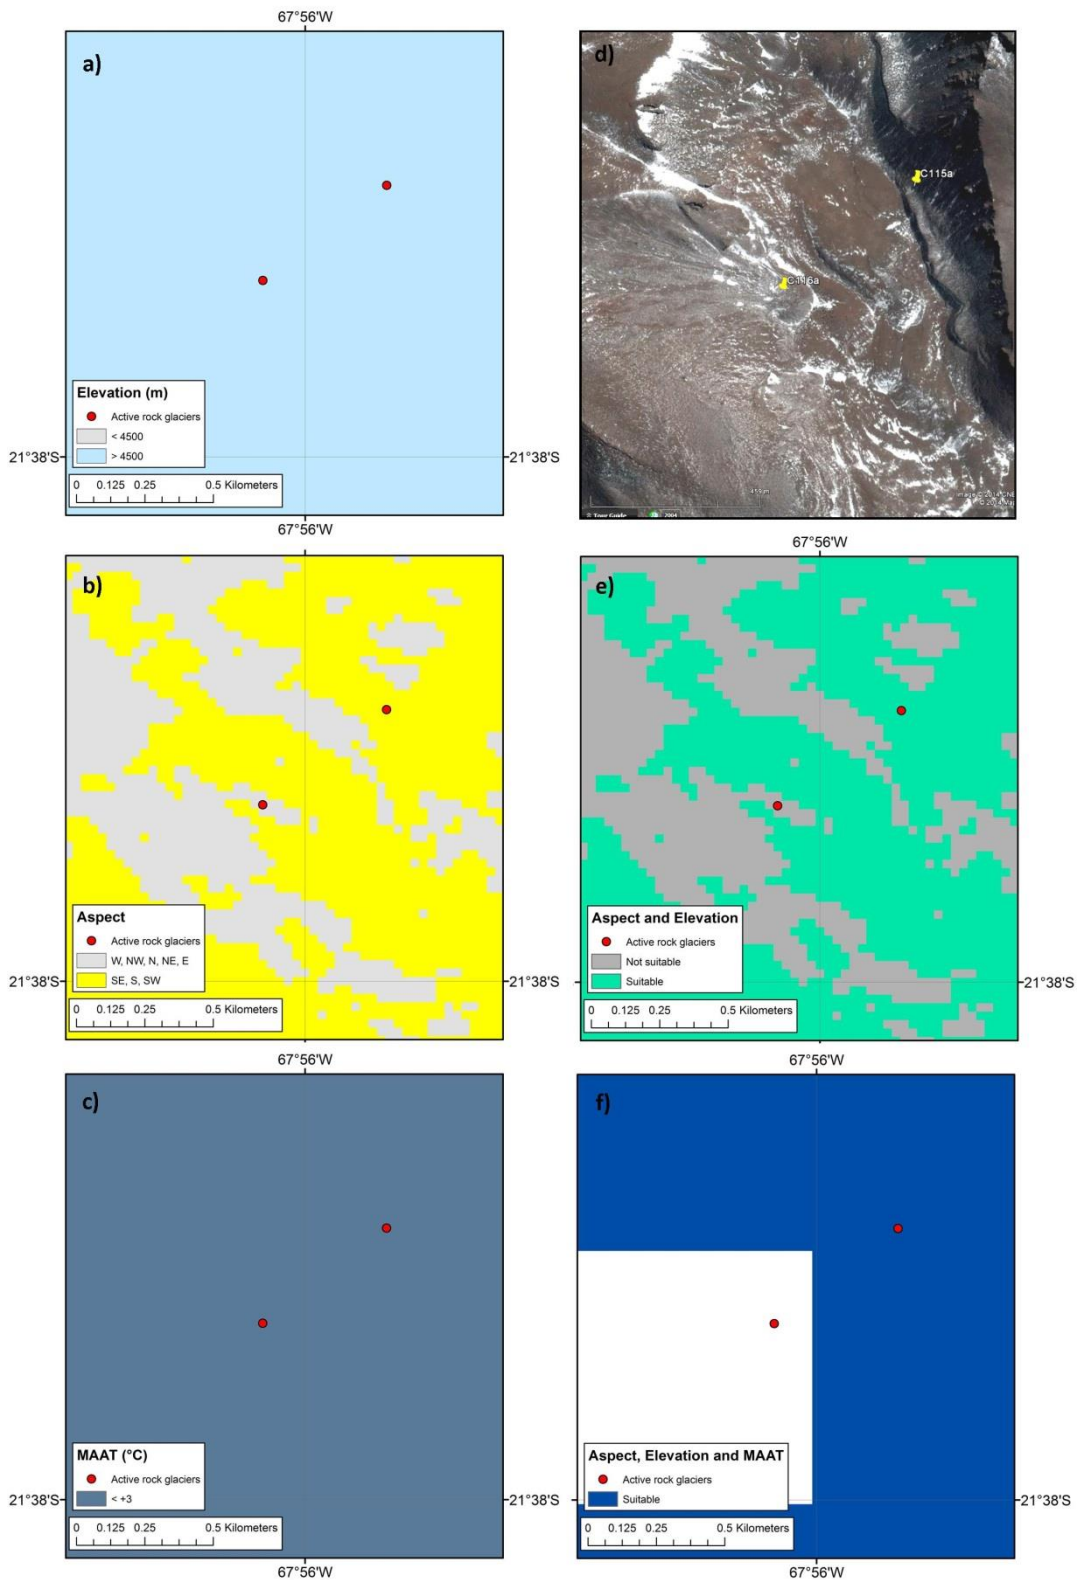 67°56'W
a)
Elevation (m)
Active rock glaciers
< 4500
> 4500
0 0.125 0.25 0.5 Kilometers
21°38'S
21°38'S
67°56'W
d)
C115a
C116a
459 m
Tour Guide
2004
b)
Aspect
Active rock glaciers
W, NW, N, NE, E
SE, S, SW
0 0.125 0.25 0.5 Kilometers
21°38'S
67°56'W
e)
Aspect and Elevation
Active rock glaciers
Not suitable
Suitable
0 0.125 0.25 0.5 Kilometers
21°38'S
67°56'W
c)
MAAT (°C)
Active rock glaciers
< +3
0 0.125 0.25 0.5 Kilometers
21°38'S
67°56'W
67°56'W
f)
Aspect, Elevation and MAAT
Active rock glaciers
Suitable
0 0.125 0.25 0.5 Kilometers
21°38'S
67°56'W